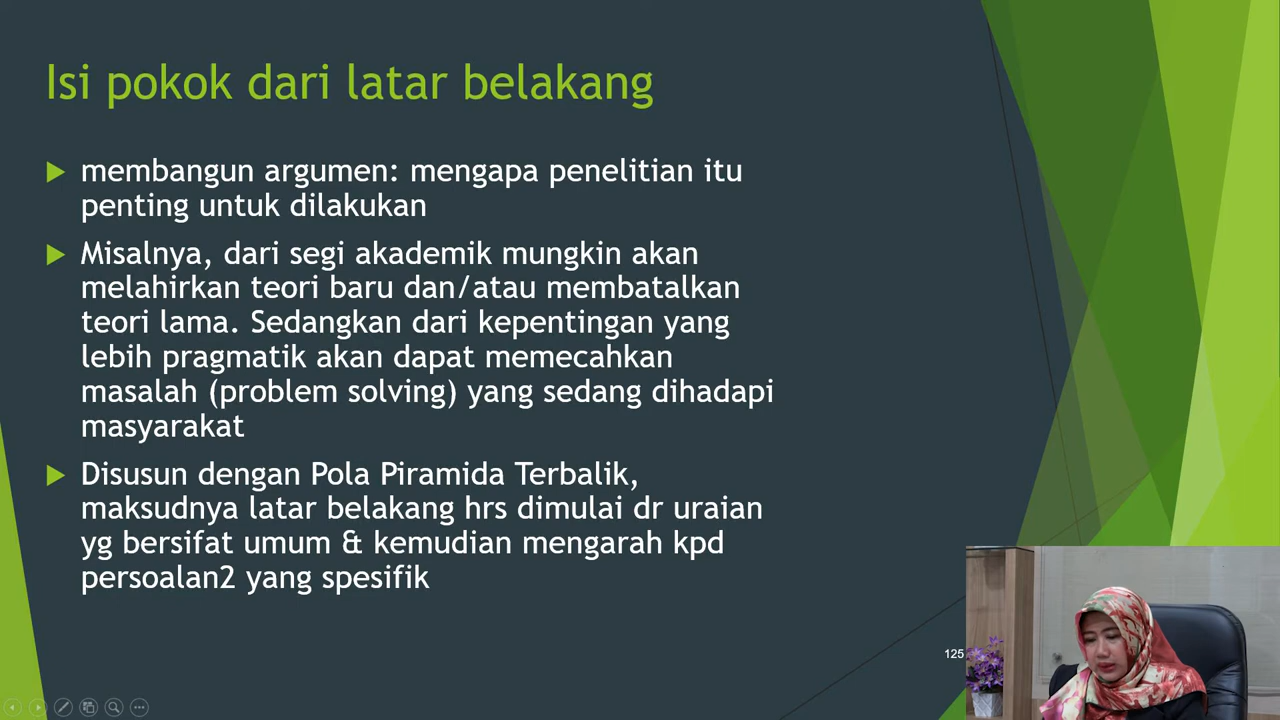 Isi pokok dari latar belakang
membangun argumen: mengapa penelitian itu
penting untuk dilakukan
Misalnya, dari segi akademik mungkin akan
melahirkan teori baru dan/atau membatalkan
teori lama. Sedangkan dari kepentingan yang
lebih pragmatik akan dapat memecahkan
masalah (problem solving) yang sedang dihadapi
masyarakat
Disusun dengan Pola Piramida Terbalik,
maksudnya latar belakang hrs dimulai dr uraian
yg bersifat umum & kemudian mengarah kpd
persoalan2 yang spesifik
125